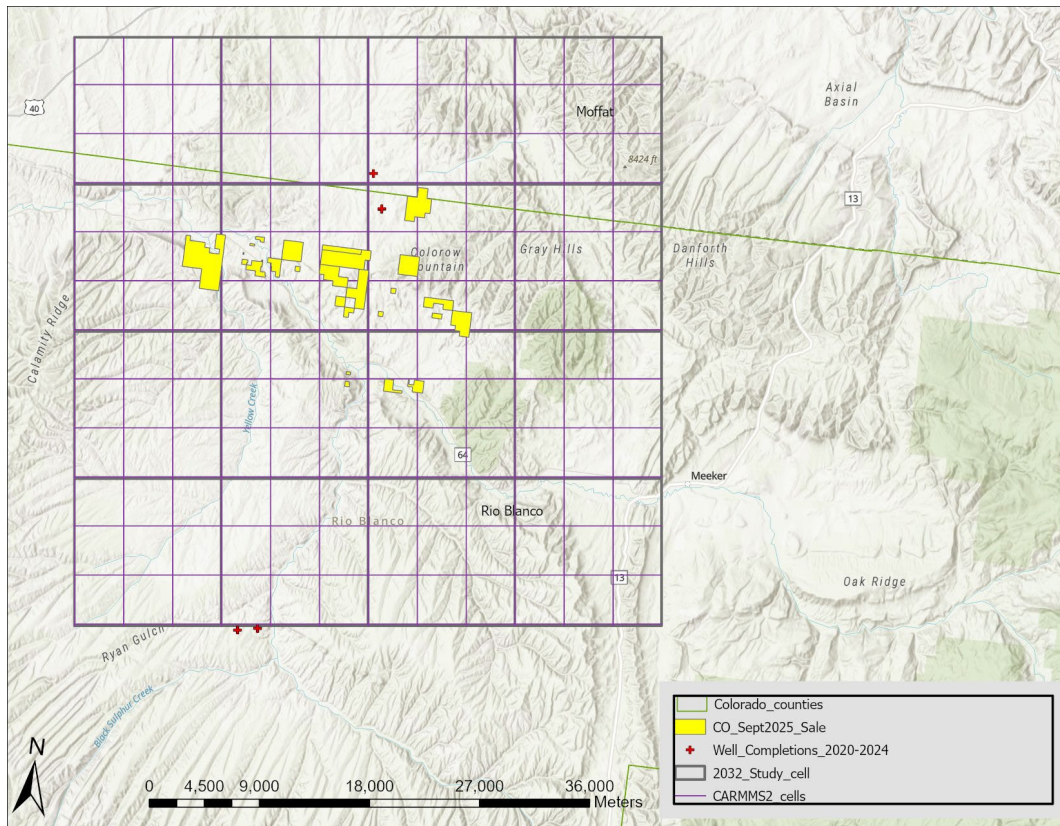 Axial
Basin
40
Moffat
8424 ft
13
Colorow
ountain
Gray Hills
Danforth
Hills
Calamity Ridge
Yellow Creek
64
Meeker
Rio Blanco
Rio Blanco
13
Oak Ridge
Ryan Gulch
Black Sulphur Creek
N
0 4,500 9,000 18,000 27,000 36,000
Meters
Colorado_counties
CO_Sept2025_Sale
Well_Completions_2020-2024
2032_Study_cell
CARMMS2_cells